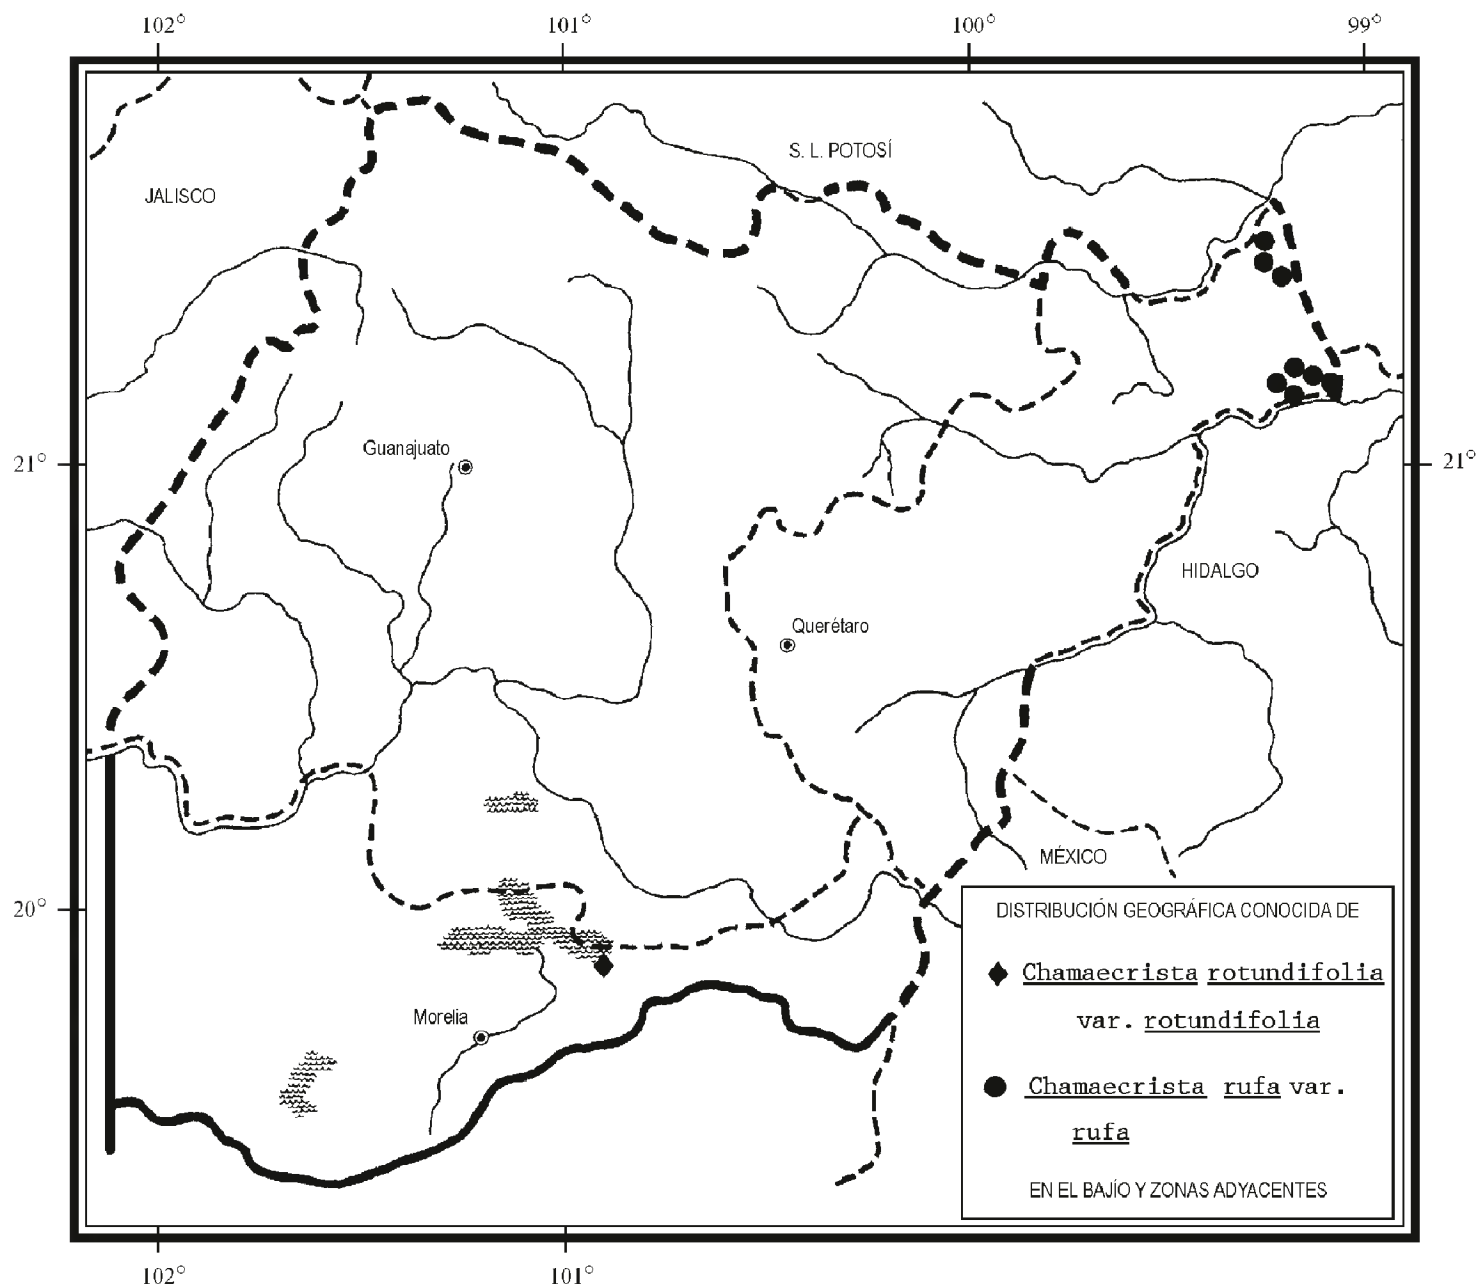 102° 101° 100° 99°
S. L. POTOSÍ
JALISCO
Guanajuato
21° 21°
HIDALGO
Querétaro
MÉXICO
20°
DISTRIBUCIÓN GEOGRÁFICA CONOCIDA DE
Chamaecrista rotundifolia
var. rotundifolia
Morelia
Chamaecrista rufa var.
rufa
EN EL BAJÍO Y ZONAS ADYACENTES
102° 101°